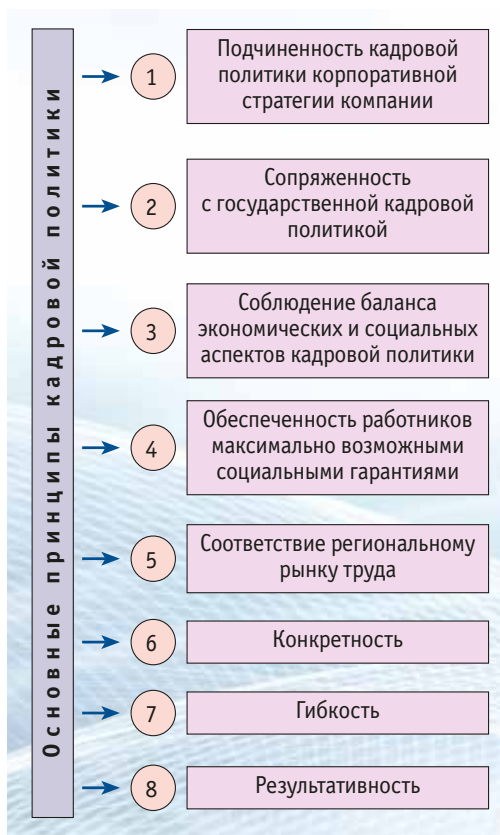 Основные принципы кадровой политики
1
Подчиненность кадровой
политики корпоративной
стратегии компании
2
Сопряженность
с государственной кадровой
политикой
3
Соблюдение баланса
экономических и социальных
аспектов кадровой политики
4
Обеспеченность работников
максимально возможными
социальными гарантиями
5
Соответствие региональному
рынку труда
6
Конкретность
7
Гибкость
8
Результативность